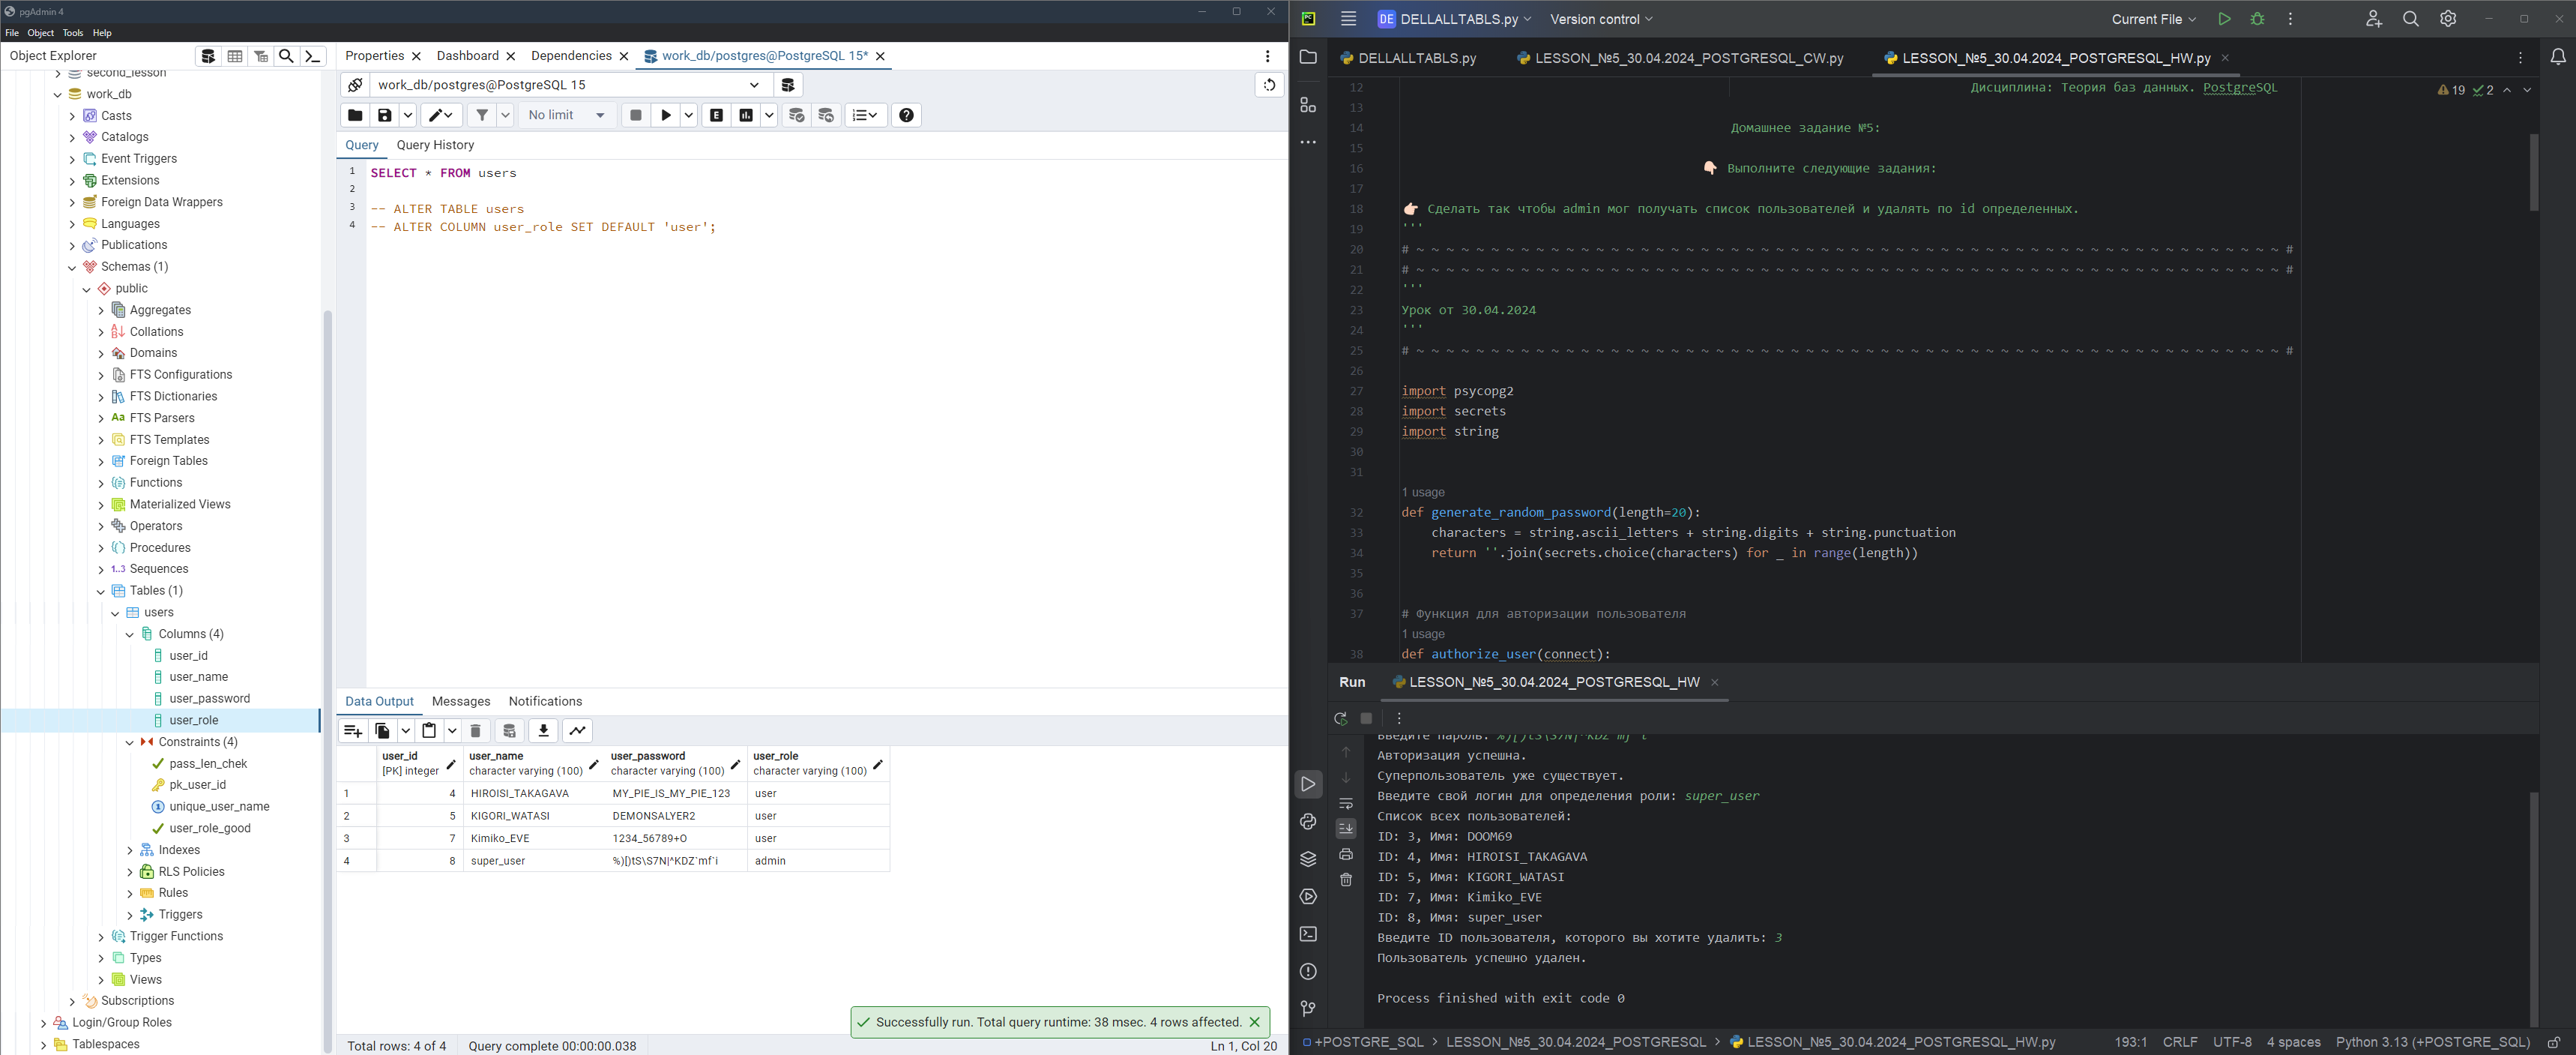 pgAdmin 4
File Object Tools Help
Object Explorer
second_lesson
work_db
Casts
Catalogs
Event Triggers
Extensions
Foreign Data Wrappers
Languages
Publications
Schemas (1)
public
Aggregates
Collations
Domains
FTS Configurations
FTS Dictionaries
Aa FTS Parsers
FTS Templates
Foreign Tables
Functions
Materialized Views
Operators
Procedures
1..3 Sequences
Tables (1)
users
Columns (4)
user_id
user_name
user_password
user_role
Constraints (4)
pass_len_chek
pk_user_id
unique_user_name
user_role_good
Indexes
RLS Policies
Rules
Triggers
Trigger Functions
Types
Views
Subscriptions
Login/Group Roles
Tablespaces
Properties Dashboard Dependencies work_db/postgres@PostgreSQL 15*
work_db/postgres@PostgreSQL 15
No limit
Query Query History
1 SELECT * FROM users
2
3 -- ALTER TABLE users
4 -- ALTER COLUMN user_role SET DEFAULT 'user';
Data Output Messages Notifications
user_id user_name user_password user_role
[PK] integer character varying (100) character varying (100) character varying (100)
1 4 HIROISI_TAKAGAVA MY_PIE_IS_MY_PIE_123 user
2 5 KIGORI_WATASI DEMONSALYER2 user
3 7 Kimiko_EVE 1234_56789+O user
4 8 super_user %)[)tS\S7N|^KDZ`mf`i admin
Successfully run. Total query runtime: 38 msec. 4 rows affected.
Total rows: 4 of 4 Query complete 00:00:00.038 Ln 1, Col 20
DE DELLALLTABLS.py Version control Current File
DELLALLTABLS.py LESSON_№5_30.04.2024_POSTGRESQL_CW.py LESSON_№5_30.04.2024_POSTGRESQL_HW.py
19 2
12 Дисциплина: Теория баз данных. PostgreSQL
13
14 Домашнее задание №5:
15
16 👇🏻 Выполните следующие задания:
17
18 👉🏻 Сделать так чтобы admin мог получать список пользователей и удалять по id определенных.
19 '''
20 # ~ ~ ~ ~ ~ ~ ~ ~ ~ ~ ~ ~ ~ ~ ~ ~ ~ ~ ~ ~ ~ ~ ~ ~ ~ ~ ~ ~ ~ ~ ~ ~ ~ ~ ~ ~ ~ ~ ~ ~ ~ ~ ~ ~ ~ ~ ~ ~ ~ ~ ~ ~ ~ ~ ~ ~ ~ ~ #
21 # ~ ~ ~ ~ ~ ~ ~ ~ ~ ~ ~ ~ ~ ~ ~ ~ ~ ~ ~ ~ ~ ~ ~ ~ ~ ~ ~ ~ ~ ~ ~ ~ ~ ~ ~ ~ ~ ~ ~ ~ ~ ~ ~ ~ ~ ~ ~ ~ ~ ~ ~ ~ ~ ~ ~ ~ ~ ~ #
22 '''
23 Урок от 30.04.2024
24 '''
25 # ~ ~ ~ ~ ~ ~ ~ ~ ~ ~ ~ ~ ~ ~ ~ ~ ~ ~ ~ ~ ~ ~ ~ ~ ~ ~ ~ ~ ~ ~ ~ ~ ~ ~ ~ ~ ~ ~ ~ ~ ~ ~ ~ ~ ~ ~ ~ ~ ~ ~ ~ ~ ~ ~ ~ ~ ~ ~ #
26
27 import psycopg2
28 import secrets
29 import string
30
31
1 usage
32 def generate_random_password(length=20):
33 characters = string.ascii_letters + string.digits + string.punctuation
34 return ''.join(secrets.choice(characters) for _ in range(length))
35
36
37 # Функция для авторизации пользователя
1 usage
38 def authorize_user(connect):
Run LESSON_№5_30.04.2024_POSTGRESQL_HW
Введите пароль: %)[)tS\S7N|^KDZ`mf`i
Авторизация успешна.
Суперпользователь уже существует.
Введите свой логин для определения роли: super_user
Список всех пользователей:
ID: 3, Имя: DOOM69
ID: 4, Имя: HIROISI_TAKAGAVA
ID: 5, Имя: KIGORI_WATASI
ID: 7, Имя: Kimiko_EVE
ID: 8, Имя: super_user
Введите ID пользователя, которого вы хотите удалить: 3
Пользователь успешно удален.
Process finished with exit code 0
+POSTGRE_SQL > LESSON_№5_30.04.2024_POSTGRESQL > LESSON_№5_30.04.2024_POSTGRESQL_HW.py 193:1 CRLF UTF-8 4 spaces Python 3.13 (+POSTGRE_SQL)